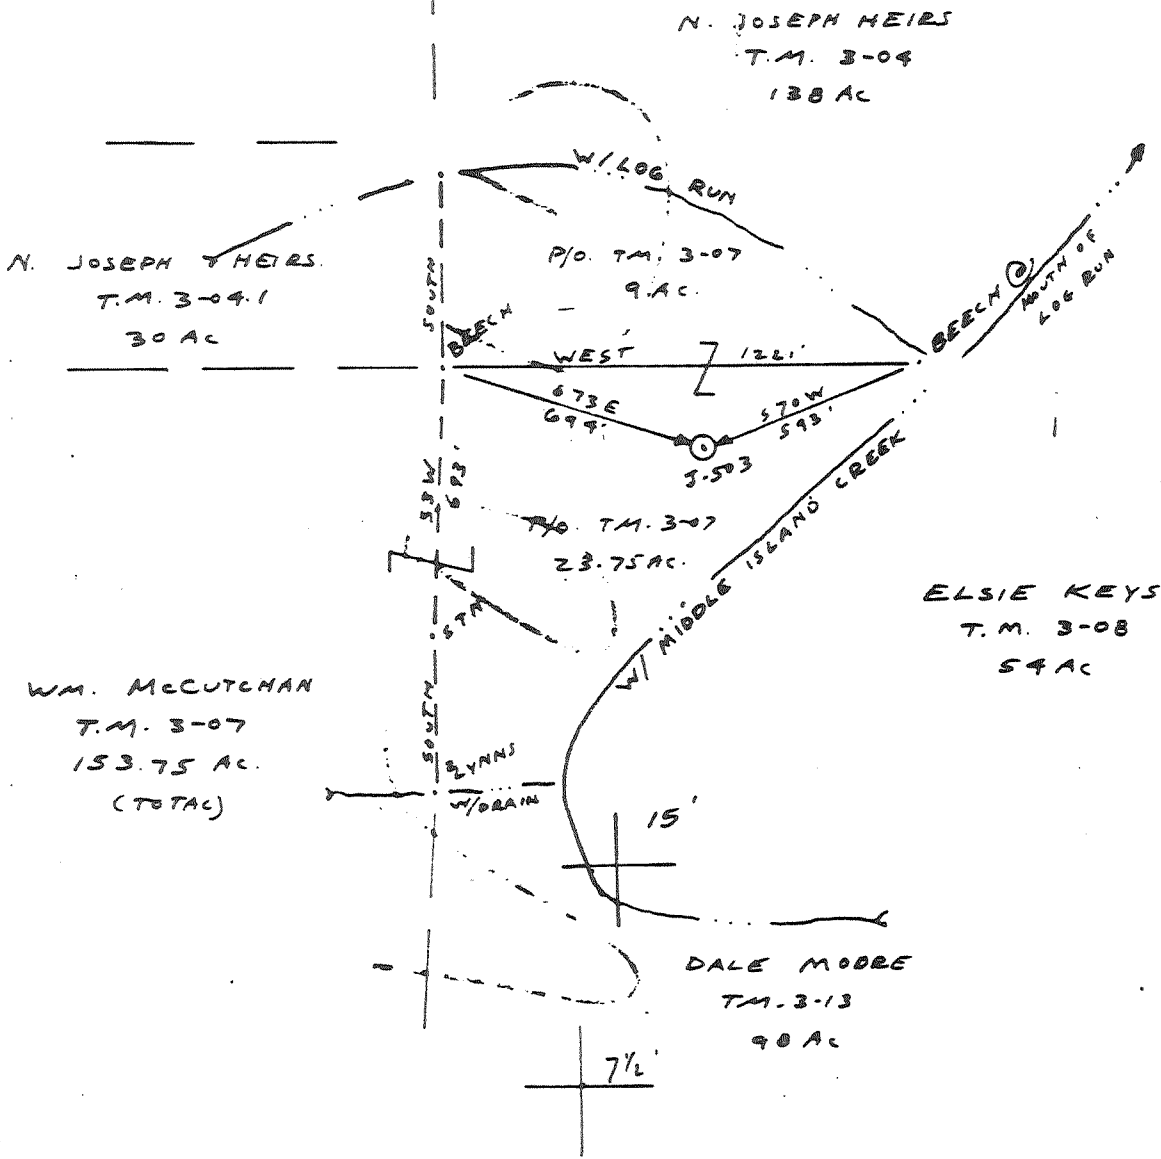 N. JOSEPH HEIRS
T.M. 3-04
138 Ac
W/ LOG RUN
N. JOSEPH HEIRS
T.M. 3-04.1
30 Ac
P/O. TM. 3-07
9.Ac.
SOUTH
BEECH
BEECH
MOUTH OF
LOG RUN
WEST 1221'
673E
694'
S70W
593'
J-503
S3W
693'
P/O. TM. 3-07
23.75 Ac.
W/ MIDDLE ISLAND CREEK
ELSIE KEYS
T.M. 3-08
54 Ac
STN
WM. McCUTCHAN
T.M. 3-07
153.75 Ac.
(TOTAL)
SOUTH
LYNNS
W/DRAIN
15'
DALE MOORE
TM. 3-13
90 Ac
7½'